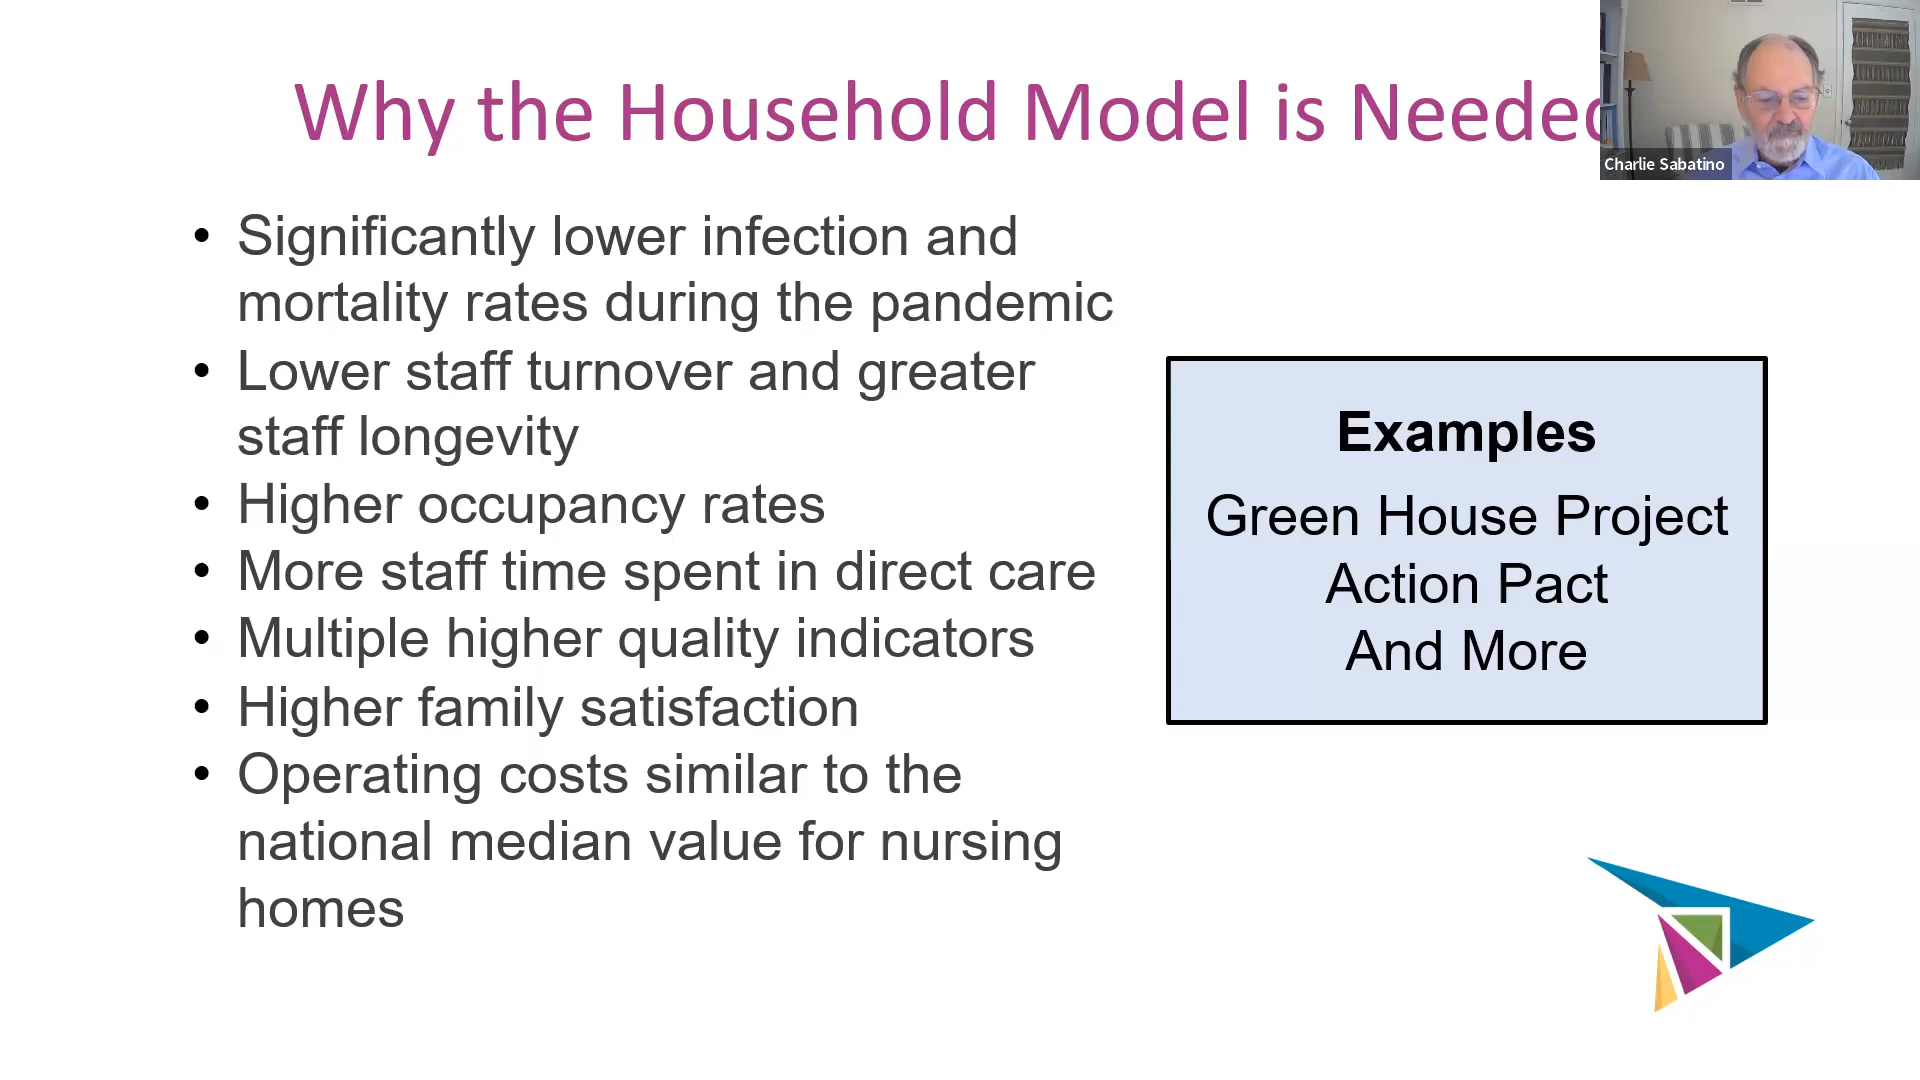 Why the Household Model is Needed
Charlie Sabatino
• Significantly lower infection and
mortality rates during the pandemic
• Lower staff turnover and greater
staff longevity
• Higher occupancy rates
• More staff time spent in direct care
• Multiple higher quality indicators
• Higher family satisfaction
• Operating costs similar to the
national median value for nursing
homes
Examples
Green House Project
Action Pact
And More